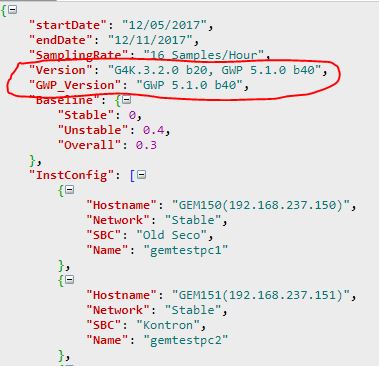 {
"startDate": "12/05/2017",
"endDate": "12/11/2017",
"SamplingRate": "16 Samples/Hour",
"Version": "G4K.3.2.0 b20, GWP 5.1.0 b40",
"GWP_Version": "GWP 5.1.0 b40",
"Baseline": {
"Stable": 0,
"Unstable": 0.4,
"Overall": 0.3
},
"InstConfig": [
{
"Hostname": "GEM150(192.168.237.150)",
"Network": "Stable",
"SBC": "Old Seco",
"Name": "gemtestpc1"
},
{
"Hostname": "GEM151(192.168.237.151)",
"Network": "Stable",
"SBC": "Kontron",
"Name": "gemtestpc2"
},